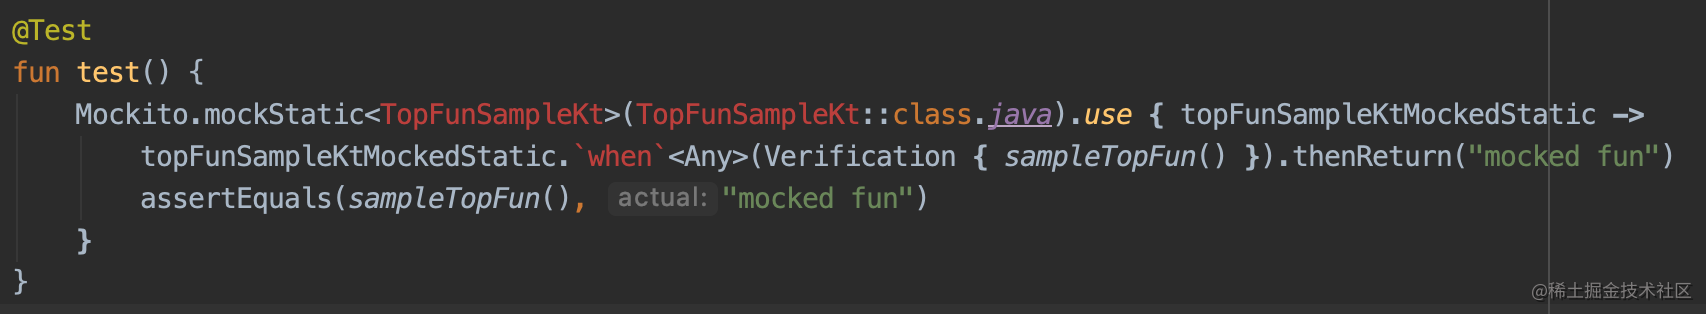 @Test
fun test() {
    Mockito.mockStatic<TopFunSampleKt>(TopFunSampleKt::class.java).use { topFunSampleKtMockedStatic ->
        topFunSampleKtMockedStatic.`when`<Any>(Verification { sampleTopFun() }).thenReturn("mocked fun")
        assertEquals(sampleTopFun(), actual: "mocked fun")
    }
}
@稀土掘金技术社区